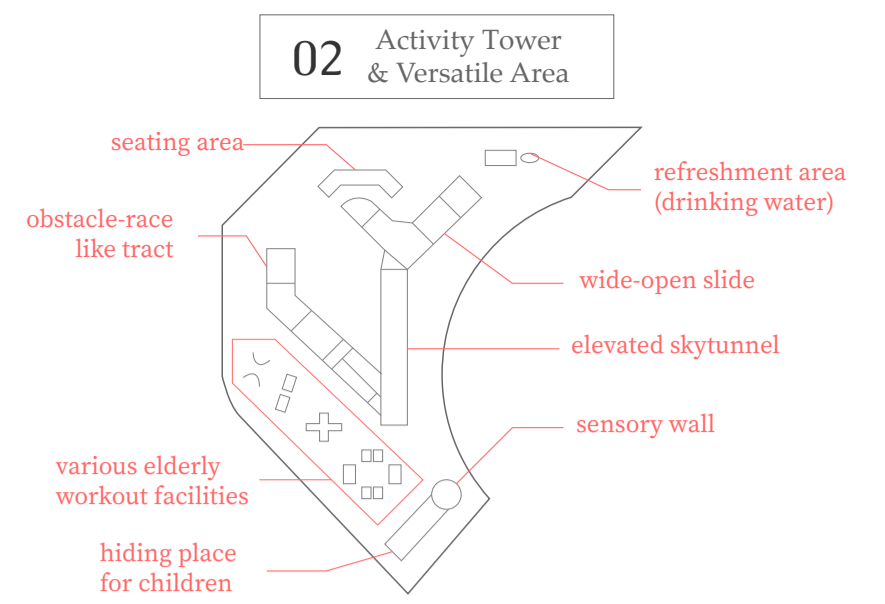 02
Activity Tower
& Versatile Area
seating area
refreshment area
(drinking water)
obstacle-race
like tract
wide-open slide
elevated skytunnel
sensory wall
various elderly
workout facilities
hiding place
for children